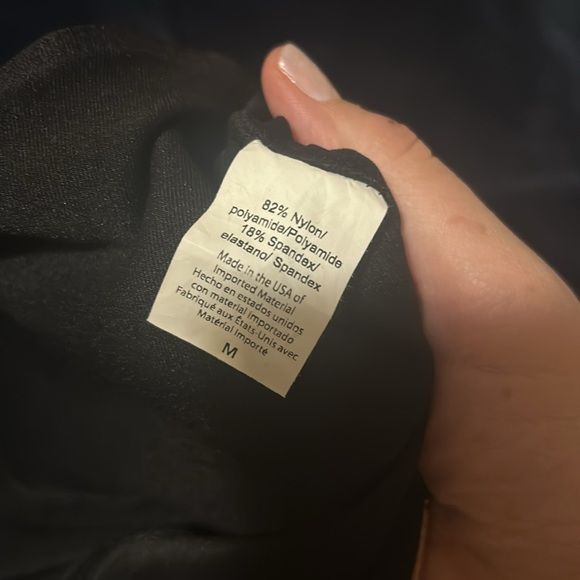 82% Nylon/
polyamide/Polyamide
18% Spandex/
elastano/ Spandex
Made in the USA of
Imported Material
Hecho en estados unidos
con material importado
Fabriqué aux États-Unis avec
Matérial Importé
M